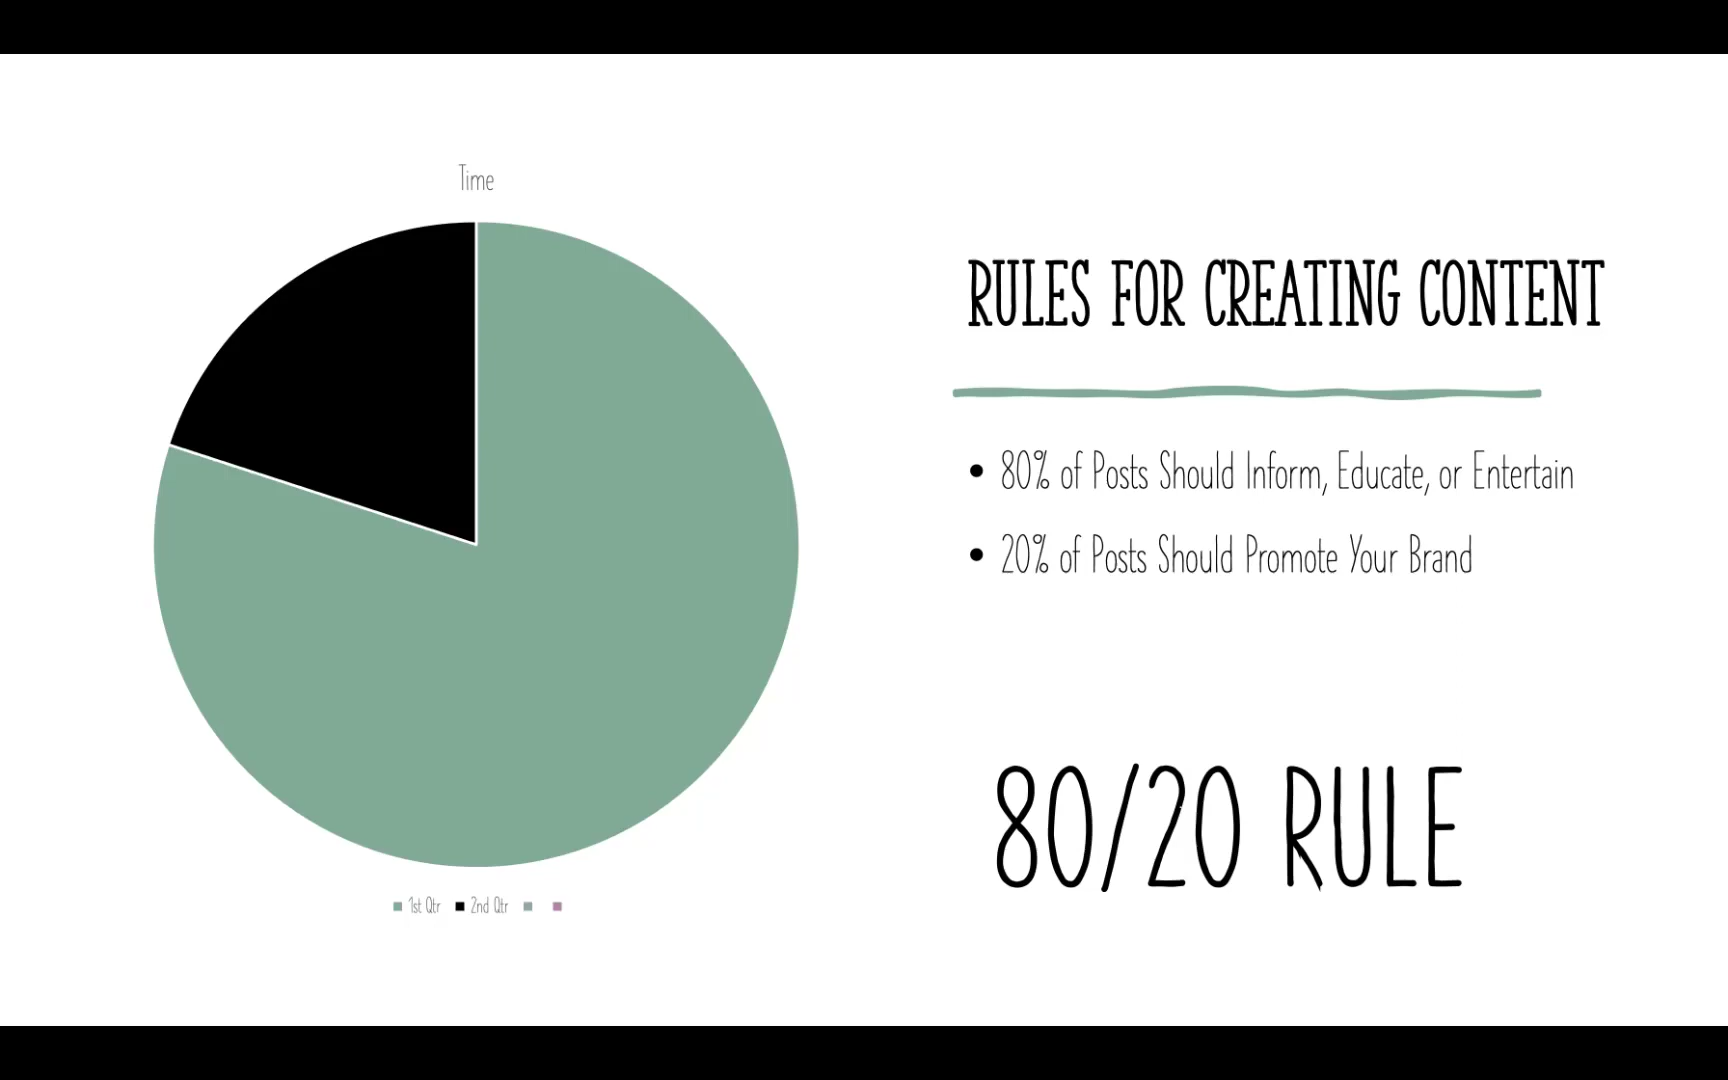 Time
RULES FOR CREATING CONTENT
• 80% of Posts Should Inform, Educate, or Entertain
• 20% of Posts Should Promote Your Brand
80/20 RULE
1st Qtr 2nd Qtr